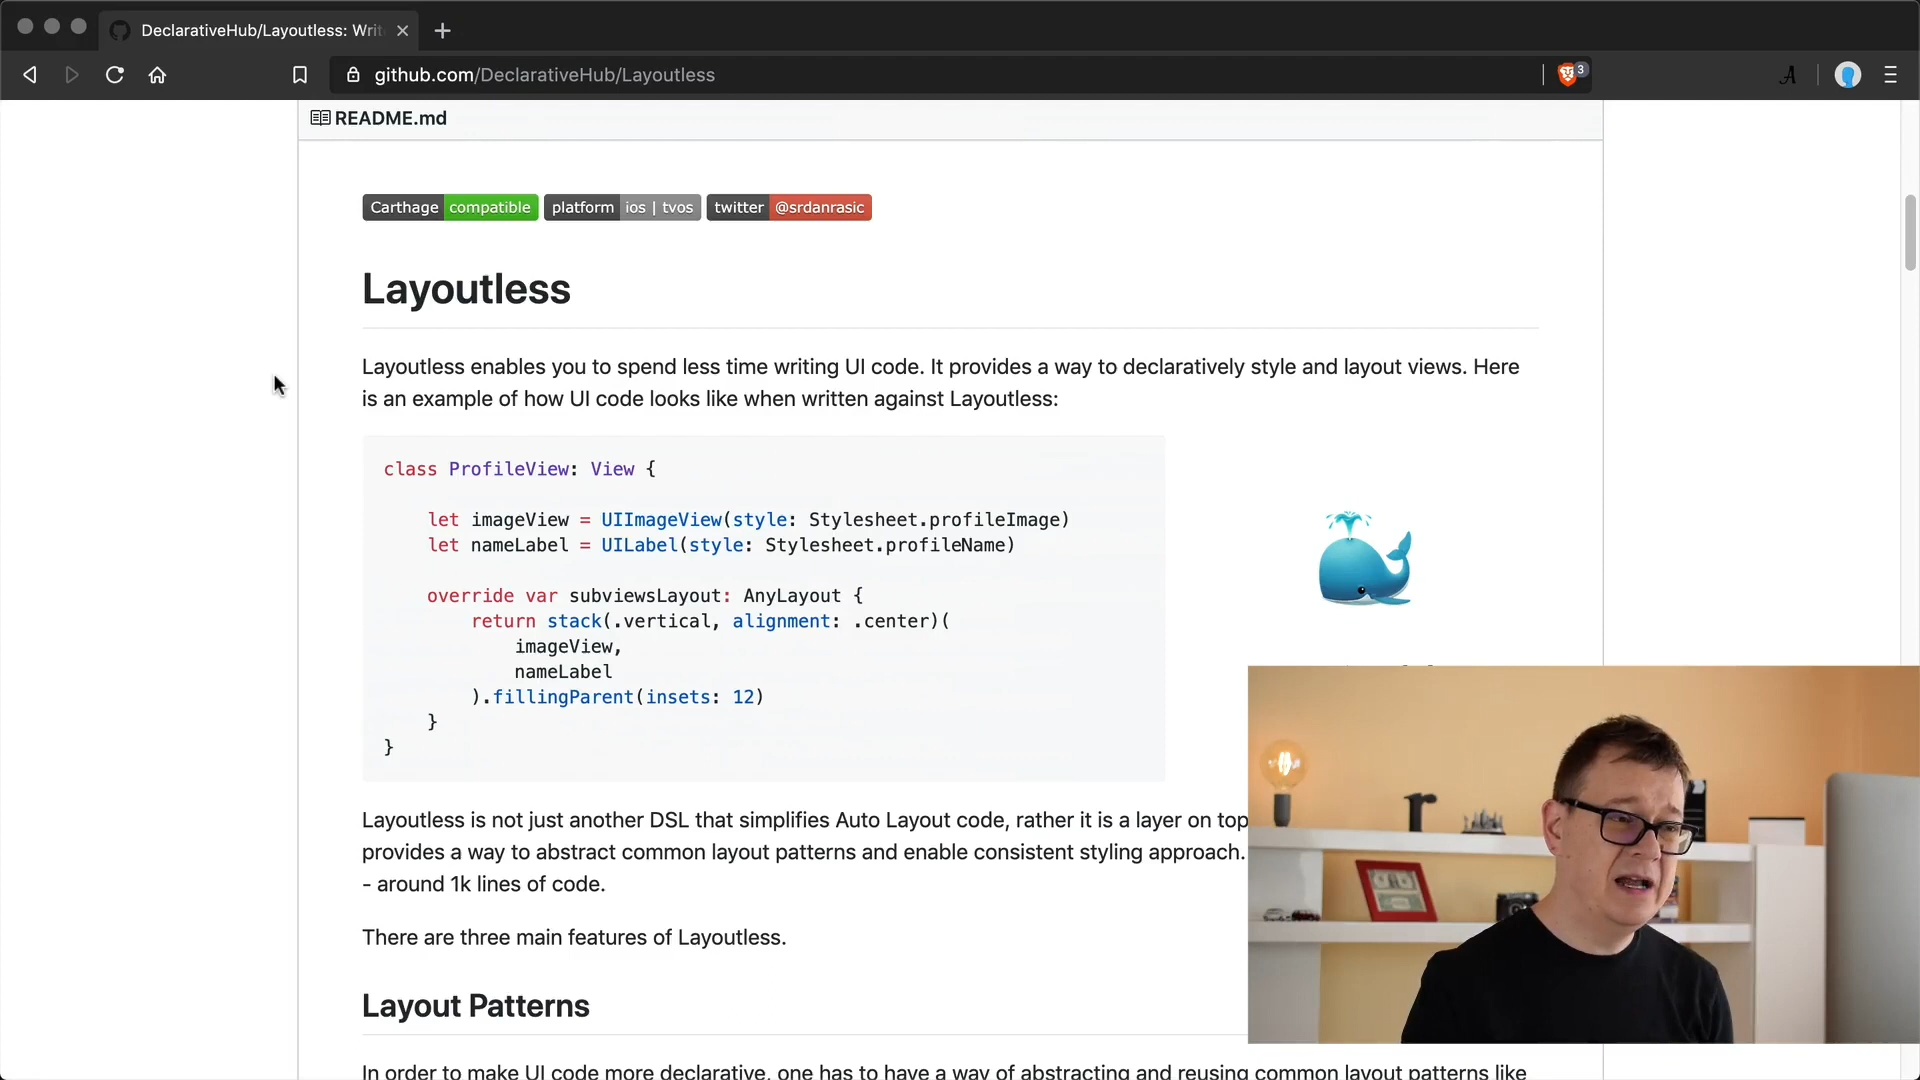 DeclarativeHub/Layoutless: Writ
github.com/DeclarativeHub/Layoutless
3
README.md
Carthage compatible platform ios | tvos twitter @srdanrasic
Layoutless
Layoutless enables you to spend less time writing UI code. It provides a way to declaratively style and layout views. Here
is an example of how UI code looks like when written against Layoutless:
class ProfileView: View {
let imageView = UIImageView(style: Stylesheet.profileImage)
let nameLabel = UILabel(style: Stylesheet.profileName)
override var subviewsLayout: AnyLayout {
return stack(.vertical, alignment: .center)(
imageView,
nameLabel
).fillingParent(insets: 12)
}
}
Layoutless is not just another DSL that simplifies Auto Layout code, rather it is a layer on top
provides a way to abstract common layout patterns and enable consistent styling approach.
- around 1k lines of code.
There are three main features of Layoutless.
Layout Patterns
In order to make UI code more declarative, one has to have a way of abstracting and reusing common layout patterns like